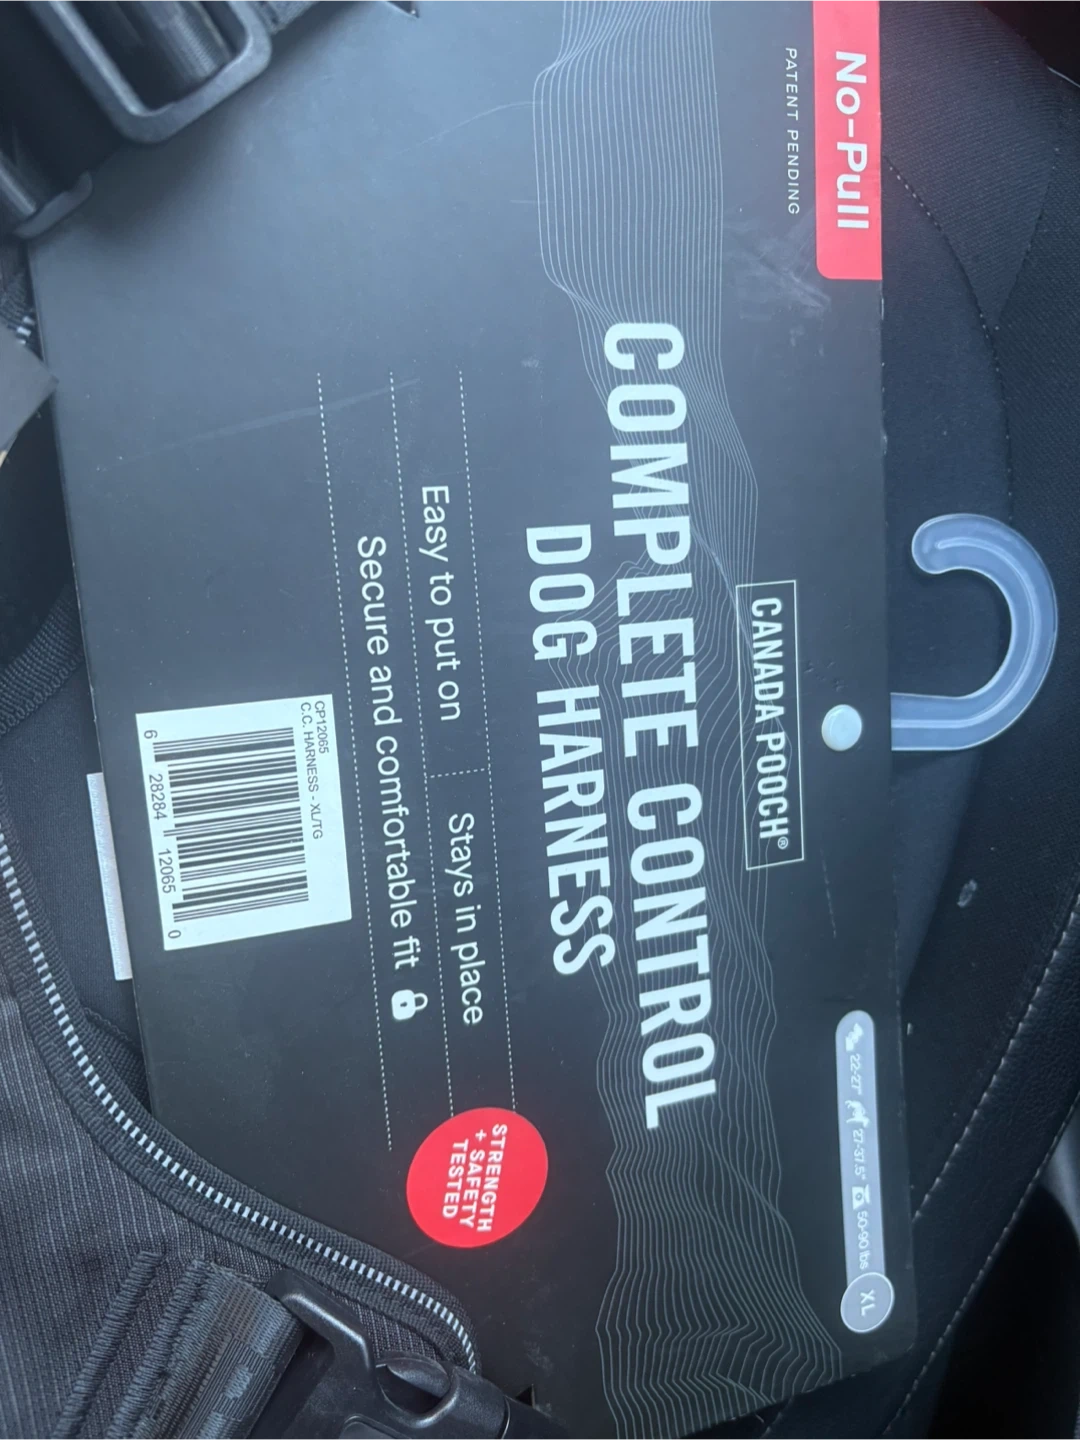 No-Pull
PATENT PENDING
CANADA POOCH®
22-27" 27-37.5" 50-90 lbs XL
COMPLETE CONTROL
DOG HARNESS
Easy to put on
Stays in place
Secure and comfortable fit
STRENGTH
+ SAFETY
TESTED
CP12065
C.C. HARNESS - XL/TG
6 28284 12065 0